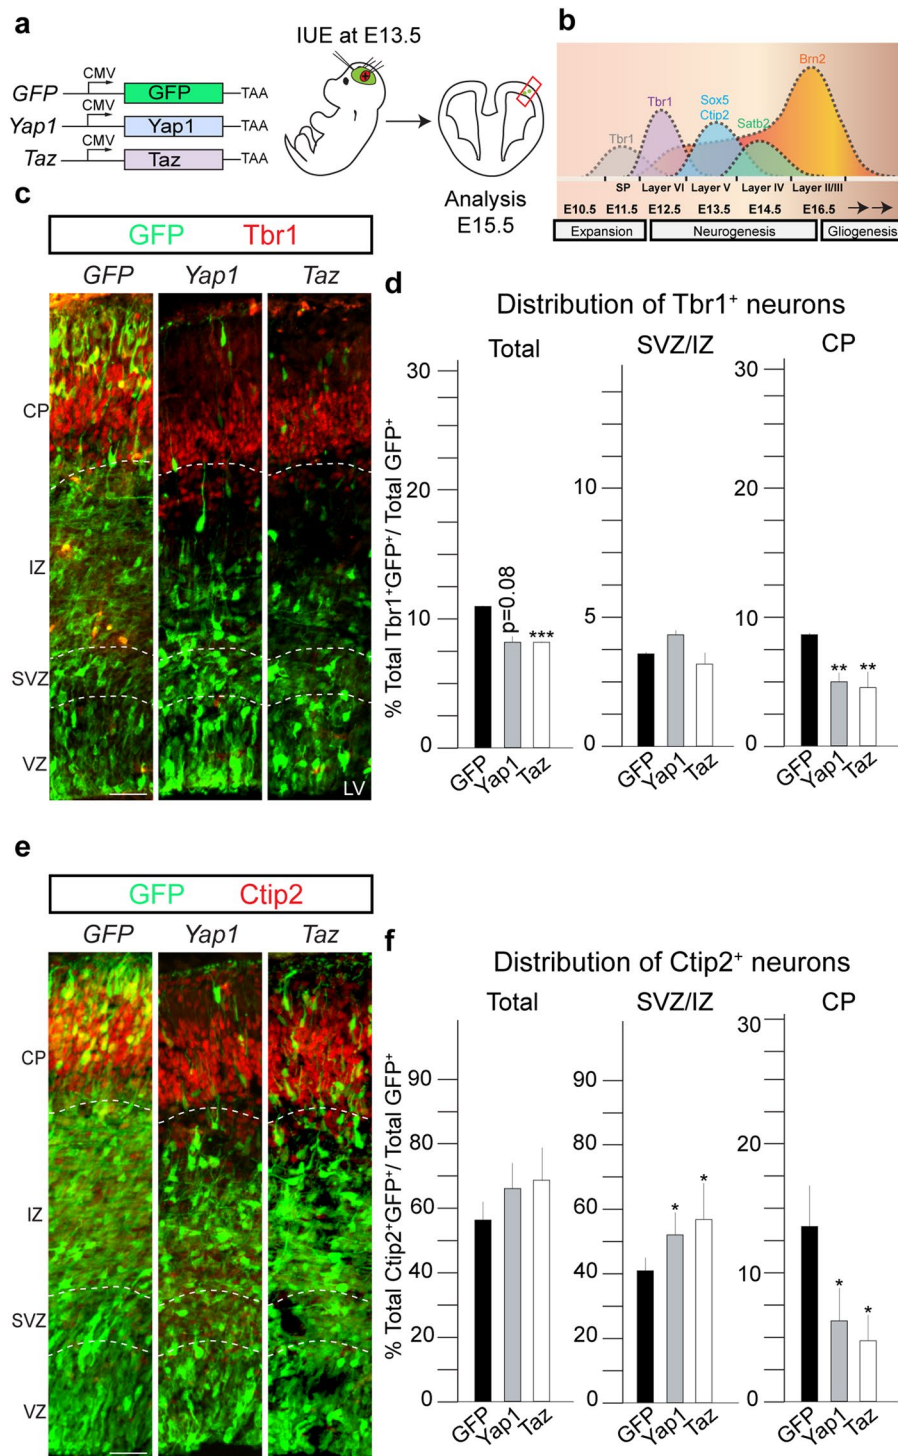 a
IUE at E13.5
GFP CMV GFP TAA
Yap1 CMV Yap1 TAA
Taz CMV Taz TAA
Analysis
E15.5
b
Brn2
Tbr1 Tbr1 Sox5 Ctip2 Satb2
SP Layer VI Layer V Layer IV Layer II/III
E10.5 E11.5 E12.5 E13.5 E14.5 E16.5
Expansion Neurogenesis Gliogenesis
c
GFP Tbr1
GFP Yap1 Taz
CP
IZ
SVZ
VZ
LV
d
Distribution of Tbr1⁺ neurons
Total SVZ/IZ CP
% Total Tbr1⁺GFP⁺/ Total GFP⁺
30
20
10
0
p=0.08
***
GFP Yap1 Taz
10
5
0
GFP Yap1 Taz
30
20
10
0
** **
GFP Yap1 Taz
e
GFP Ctip2
GFP Yap1 Taz
CP
IZ
SVZ
VZ
f
Distribution of Ctip2⁺ neurons
Total SVZ/IZ CP
% Total Ctip2⁺GFP⁺/ Total GFP⁺
90
80
60
40
20
0
GFP Yap1 Taz
90
80
60
40
20
0
* *
GFP Yap1 Taz
30
20
10
0
* *
GFP Yap1 Taz